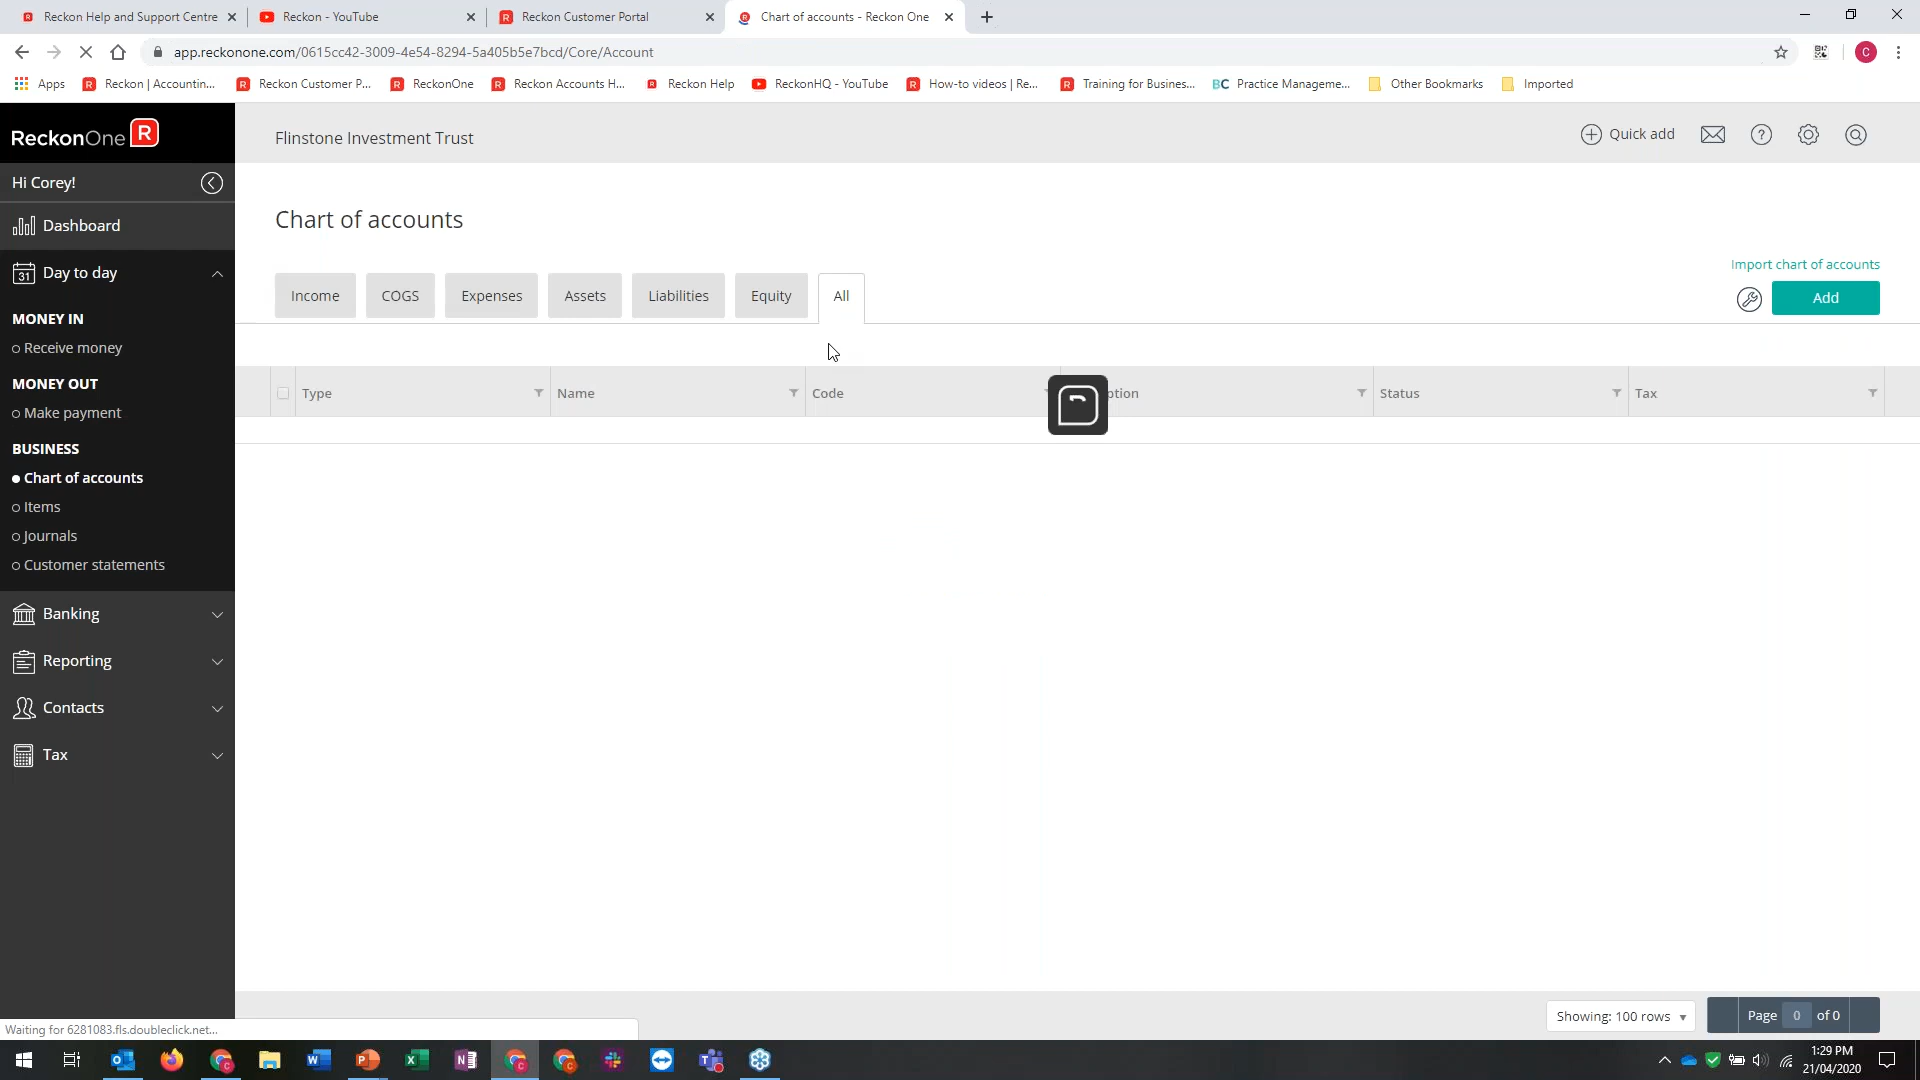 Reckon Help and Support Centre
Reckon - YouTube
Reckon Customer Portal
Chart of accounts - Reckon One
app.reckonone.com/0615cc42-3009-4e54-8294-5a405b5e7bcd/Core/Account
C
Apps
Reckon | Accountin...
Reckon Customer P...
ReckonOne
Reckon Accounts H...
Reckon Help
ReckonHQ - YouTube
How-to videos | Re...
Training for Busines...
BC Practice Manageme...
Other Bookmarks
Imported
ReckonOne R
Flinstone Investment Trust
Quick add
Hi Corey!
Dashboard
31 Day to day
MONEY IN
Receive money
MONEY OUT
Make payment
BUSINESS
Chart of accounts
Items
Journals
Customer statements
Banking
Reporting
Contacts
Tax
Chart of accounts
Income
COGS
Expenses
Assets
Liabilities
Equity
All
Import chart of accounts
Add
Type
Name
Code
ption
Status
Tax
Showing: 100 rows
Page 0 of 0
Waiting for 6281083.fls.doubleclick.net...
1:29 PM
21/04/2020